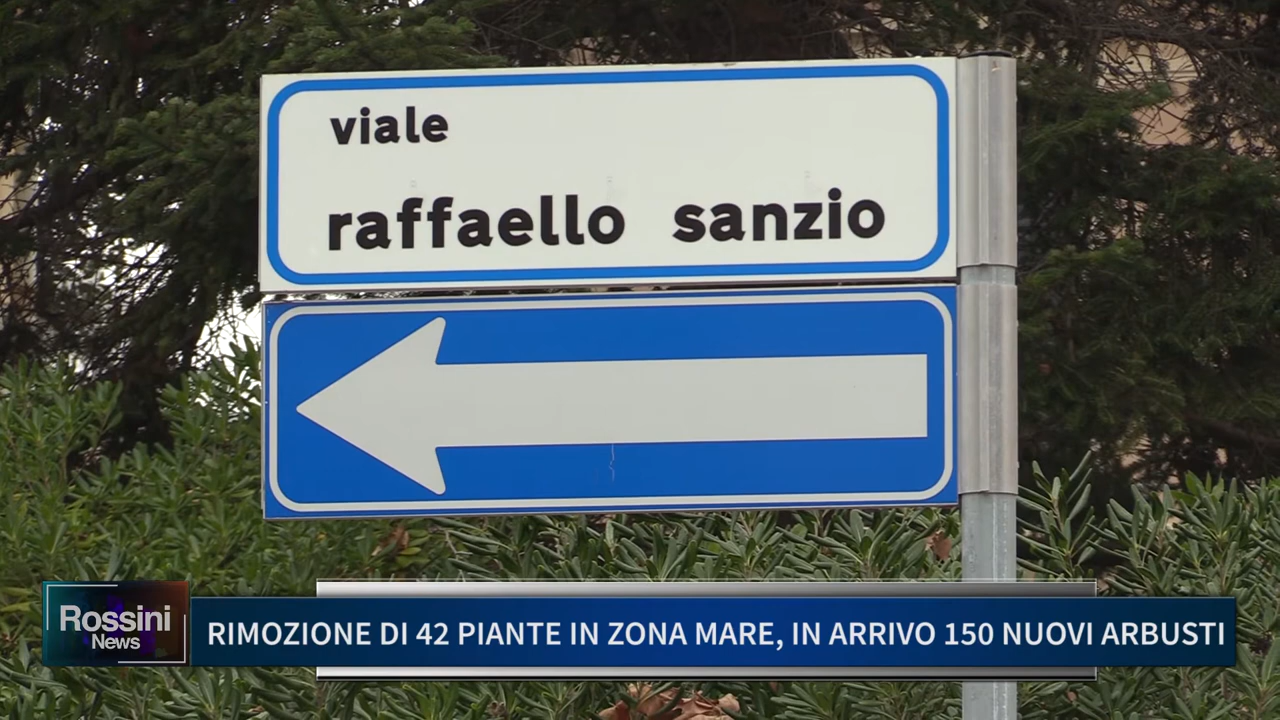 viale
raffaello sanzio
Rossini
News
RIMOZIONE DI 42 PIANTE IN ZONA MARE, IN ARRIVO 150 NUOVI ARBUSTI